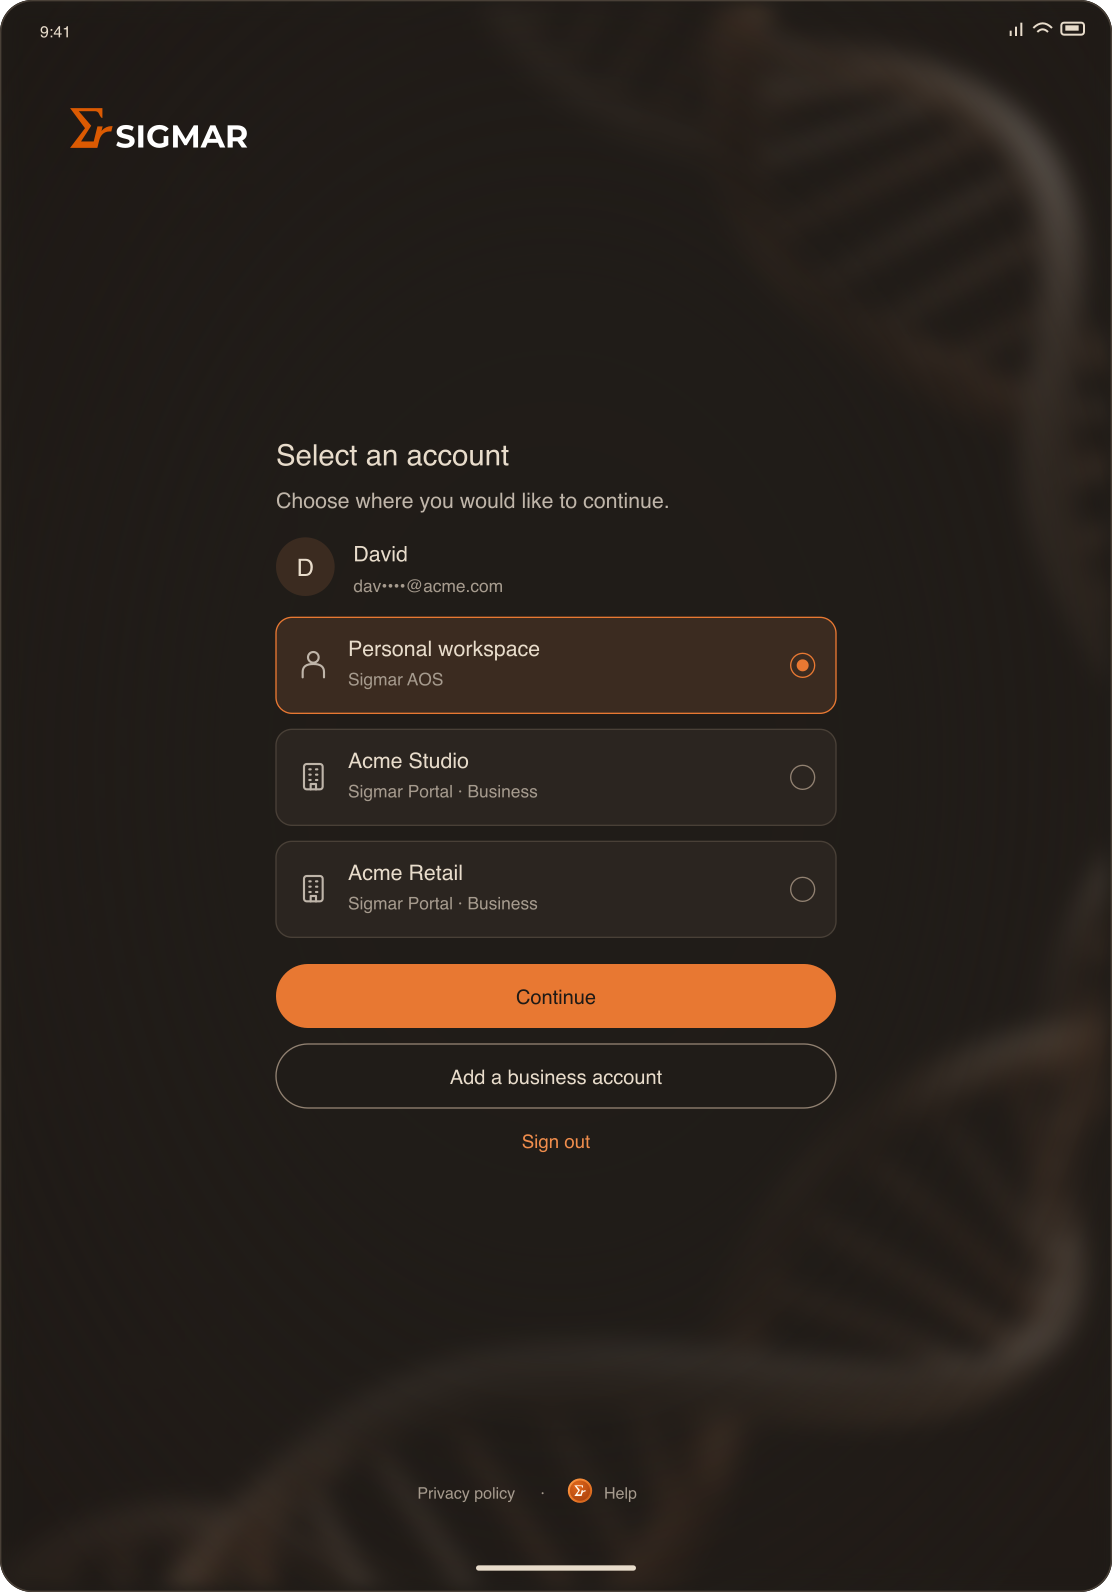 9:41
Σr SIGMAR
Select an account
Choose where you would like to continue.
D
David
dav••••@acme.com
Personal workspace
Sigmar AOS
Acme Studio
Sigmar Portal · Business
Acme Retail
Sigmar Portal · Business
Continue
Add a business account
Sign out
Privacy policy · Σr Help